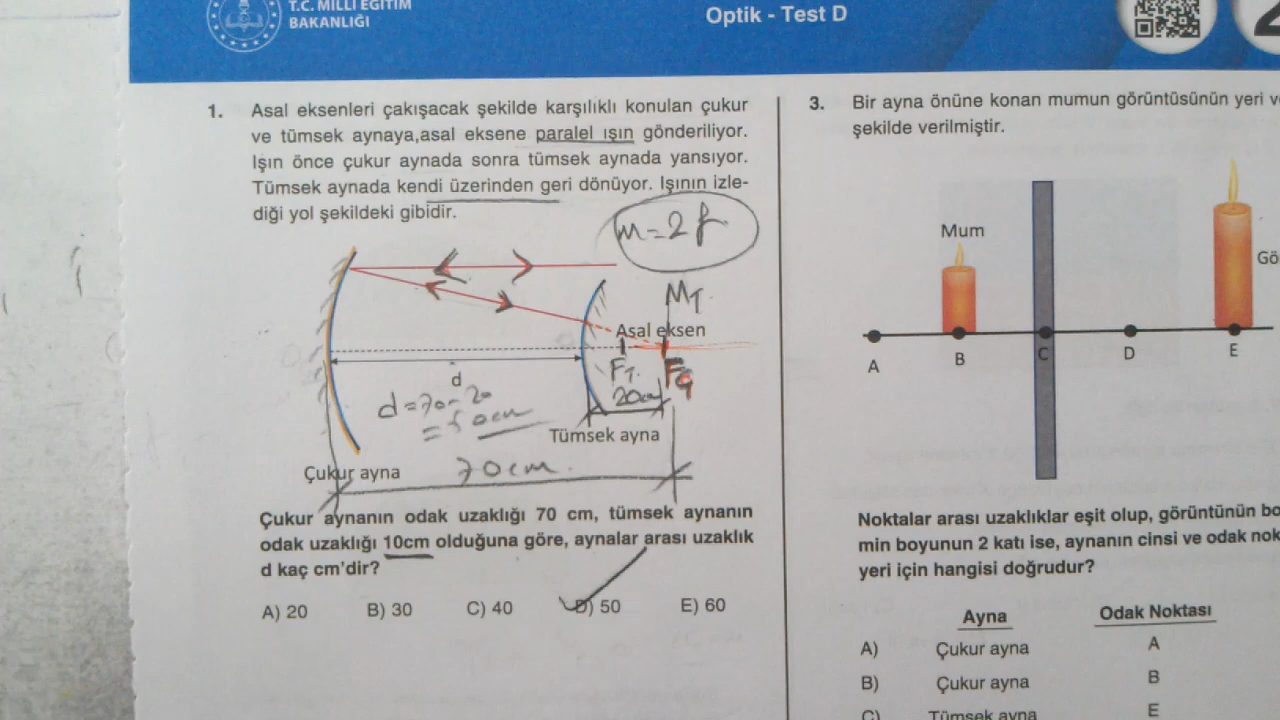 T.C. MİLLİ EĞİTİM
BAKANLIĞI
Optik - Test D
1. Asal eksenleri çakışacak şekilde karşılıklı konulan çukur
ve tümsek aynaya,asal eksene paralel ışın gönderiliyor.
Işın önce çukur aynada sonra tümsek aynada yansıyor.
Tümsek aynada kendi üzerinden geri dönüyor. Işının izle-
diği yol şekildeki gibidir.
m=2f
M_T
Asal eksen
F_T
F_Ç
20cm
d
d=70-20
=50cm
Tümsek ayna
Çukur ayna
70cm
Çukur aynanın odak uzaklığı 70 cm, tümsek aynanın
odak uzaklığı 10cm olduğuna göre, aynalar arası uzaklık
d kaç cm'dir?
A) 20 B) 30 C) 40 D) 50 E) 60
3. Bir ayna önüne konan mumun görüntüsünün yeri
şekilde verilmiştir.
Mum
Gö
A B C D E
Noktalar arası uzaklıklar eşit olup, görüntünün bo
min boyunun 2 katı ise, aynanın cinsi ve odak nok
yeri için hangisi doğrudur?
Ayna Odak Noktası
A) Çukur ayna A
B) Çukur ayna B
C) Tümsek ayna E